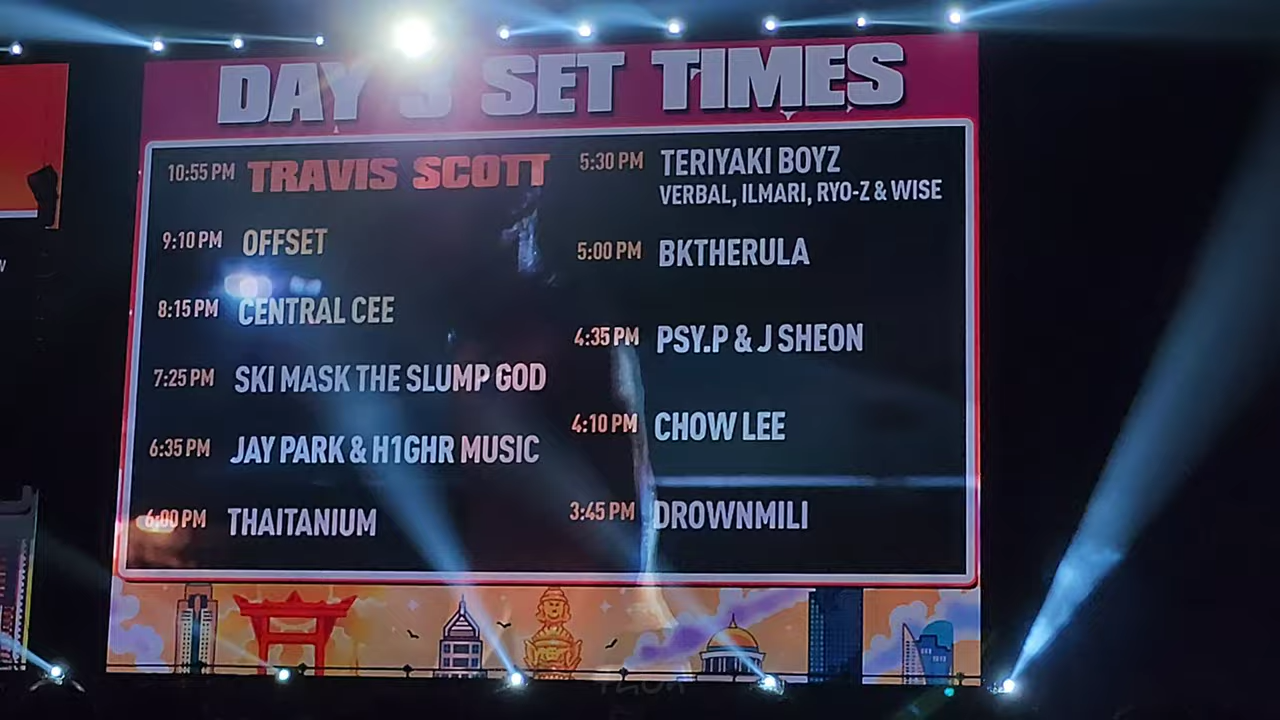 DAY 3 SET TIMES
10:55 PM TRAVIS SCOTT
9:10 PM OFFSET
8:15 PM CENTRAL CEE
7:25 PM SKI MASK THE SLUMP GOD
6:35 PM JAY PARK & H1GHR MUSIC
6:00 PM THAITANIUM
5:30 PM TERIYAKI BOYZ
VERBAL, ILMARI, RYO-Z & WISE
5:00 PM BKTHERULA
4:35 PM PSY.P & J SHEON
4:10 PM CHOW LEE
3:45 PM DROWNMILI